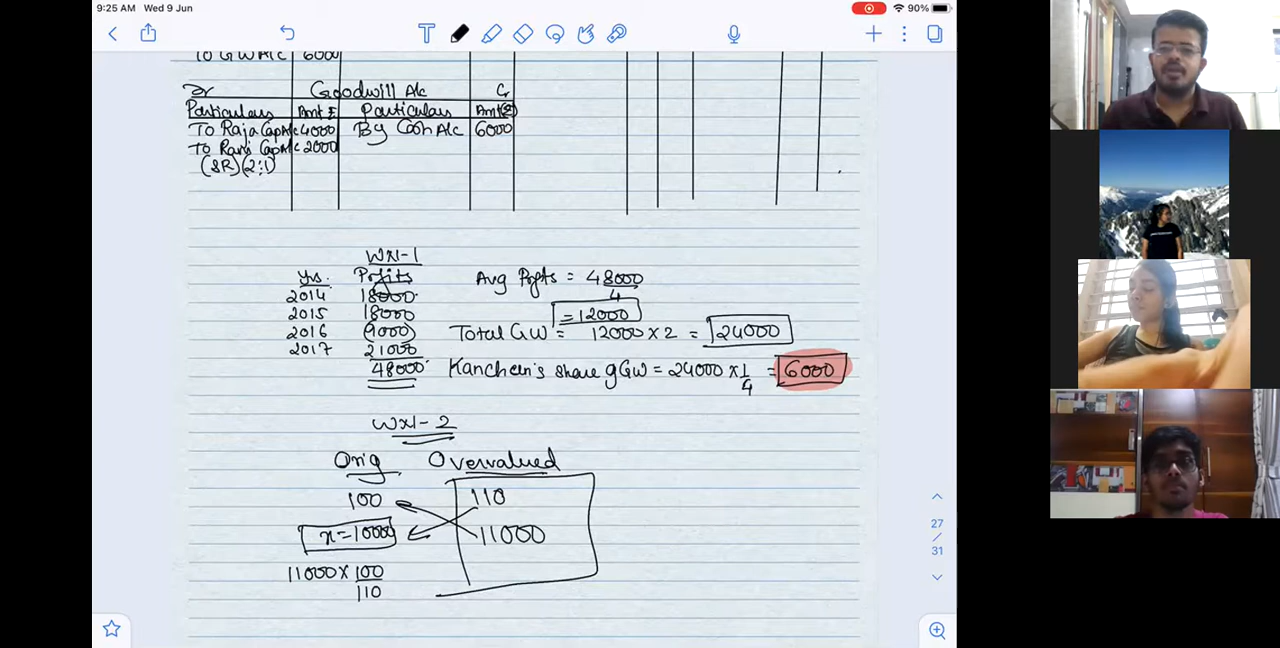 9:25 AM Wed 9 Jun
90%
To GW A/c 6000
Dr Goodwill A/c Cr
Particulars Amt ₹ Particulars Amt(₹)
To Raja Cap A/c 4000 By Cash A/c 6000
To Rani Cap A/c 2000
(SR)(2:1)
WN-1
Yrs. Profits
Avg Profits = 48000/4
2014 18000
= 12000
2015 18000
2016 (9000)
Total GW = 12000 x 2 = 24000
2017 21000
48000
Kancheen's share of GW = 24000 x 1/4 = 6000
WN-2
Orig Overvalued
100 110
x = 10000 11000
11000 x 100
110
27
/
31